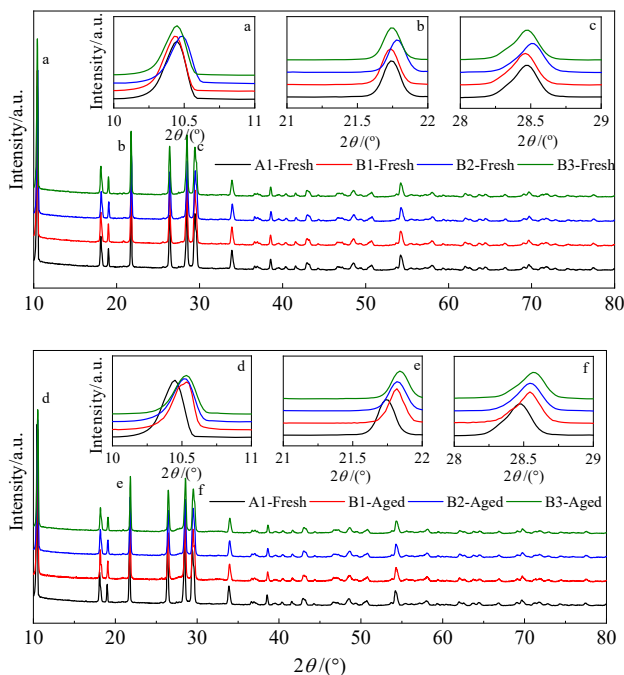 a
b
c
10
10.5
11
21
21.5
22
28
28.5
29
2θ/(°)
2θ/(°)
2θ/(°)
Intensity/a.u.
Intensity/a.u.
a
b
c
A1-Fresh
B1-Fresh
B2-Fresh
B3-Fresh
10
20
30
40
50
60
70
80
d
e
f
10
10.5
11
21
21.5
22
28
28.5
29
2θ/(°)
2θ/(°)
2θ/(°)
Intensity/a.u.
Intensity/a.u.
d
e
f
A1-Fresh
B1-Aged
B2-Aged
B3-Aged
10
20
30
40
50
60
70
80
2θ/(°)